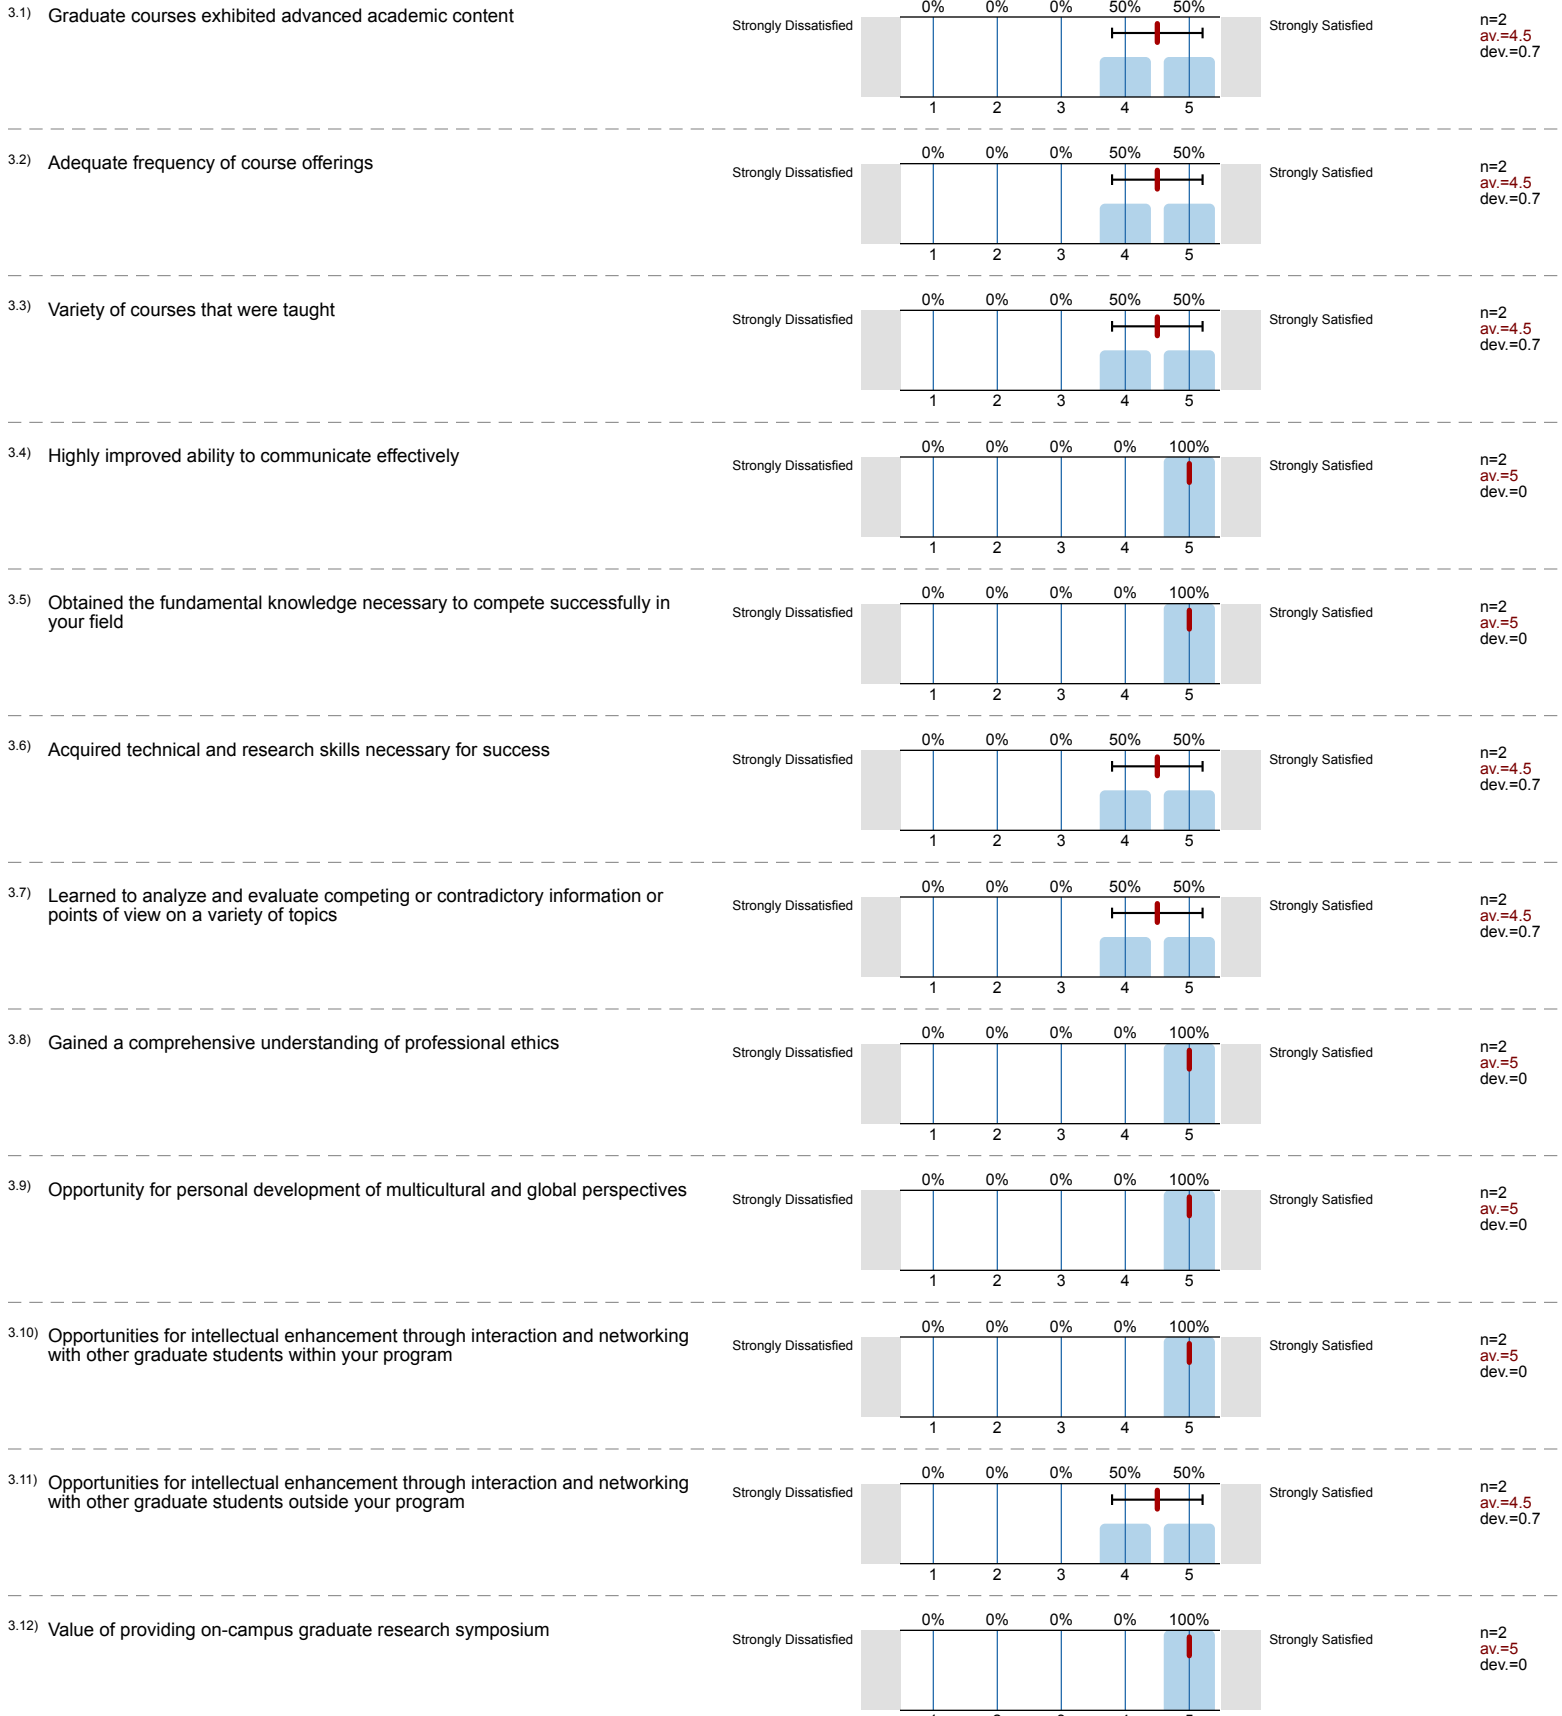 3.1) Graduate courses exhibited advanced academic content
0% 0% 0% 50% 50%
Strongly Dissatisfied Strongly Satisfied
n=2
av.=4.5
dev.=0.7
1 2 3 4 5
3.2) Adequate frequency of course offerings
0% 0% 0% 50% 50%
Strongly Dissatisfied Strongly Satisfied
n=2
av.=4.5
dev.=0.7
1 2 3 4 5
3.3) Variety of courses that were taught
0% 0% 0% 50% 50%
Strongly Dissatisfied Strongly Satisfied
n=2
av.=4.5
dev.=0.7
1 2 3 4 5
3.4) Highly improved ability to communicate effectively
0% 0% 0% 0% 100%
Strongly Dissatisfied Strongly Satisfied
n=2
av.=5
dev.=0
1 2 3 4 5
3.5) Obtained the fundamental knowledge necessary to compete successfully in
your field
0% 0% 0% 0% 100%
Strongly Dissatisfied Strongly Satisfied
n=2
av.=5
dev.=0
1 2 3 4 5
3.6) Acquired technical and research skills necessary for success
0% 0% 0% 50% 50%
Strongly Dissatisfied Strongly Satisfied
n=2
av.=4.5
dev.=0.7
1 2 3 4 5
3.7) Learned to analyze and evaluate competing or contradictory information or
points of view on a variety of topics
0% 0% 0% 50% 50%
Strongly Dissatisfied Strongly Satisfied
n=2
av.=4.5
dev.=0.7
1 2 3 4 5
3.8) Gained a comprehensive understanding of professional ethics
0% 0% 0% 0% 100%
Strongly Dissatisfied Strongly Satisfied
n=2
av.=5
dev.=0
1 2 3 4 5
3.9) Opportunity for personal development of multicultural and global perspectives
0% 0% 0% 0% 100%
Strongly Dissatisfied Strongly Satisfied
n=2
av.=5
dev.=0
1 2 3 4 5
3.10) Opportunities for intellectual enhancement through interaction and networking
with other graduate students within your program
0% 0% 0% 0% 100%
Strongly Dissatisfied Strongly Satisfied
n=2
av.=5
dev.=0
1 2 3 4 5
3.11) Opportunities for intellectual enhancement through interaction and networking
with other graduate students outside your program
0% 0% 0% 50% 50%
Strongly Dissatisfied Strongly Satisfied
n=2
av.=4.5
dev.=0.7
1 2 3 4 5
3.12) Value of providing on-campus graduate research symposium
0% 0% 0% 0% 100%
Strongly Dissatisfied Strongly Satisfied
n=2
av.=5
dev.=0